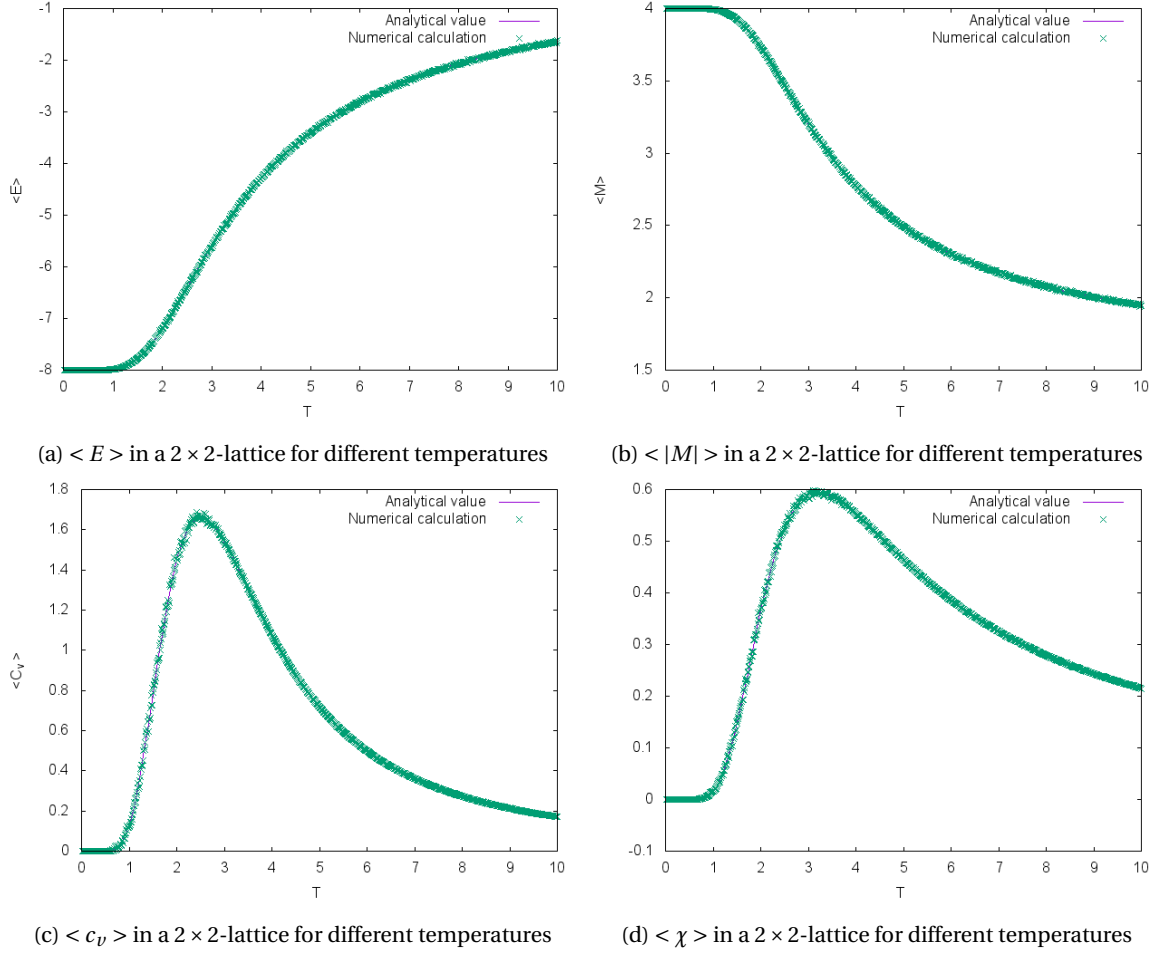 -1
-2
-3
-4
-5
-6
-7
-8
<E>
Analytical value
Numerical calculation
0 1 2 3 4 5 6 7 8 9 10
T
(a) < E > in a 2 × 2-lattice for different temperatures
4
3.5
3
2.5
2
1.5
<M>
Analytical value
Numerical calculation
0 1 2 3 4 5 6 7 8 9 10
T
(b) < |M| > in a 2 × 2-lattice for different temperatures
1.8
1.6
1.4
1.2
1
0.8
0.6
0.4
0.2
0
<C_v>
Analytical value
Numerical calculation
0 1 2 3 4 5 6 7 8 9 10
T
(c) < c_v > in a 2 × 2-lattice for different temperatures
0.6
0.5
0.4
0.3
0.2
0.1
0
-0.1
Analytical value
Numerical calculation
0 1 2 3 4 5 6 7 8 9 10
T
(d) < χ > in a 2 × 2-lattice for different temperatures